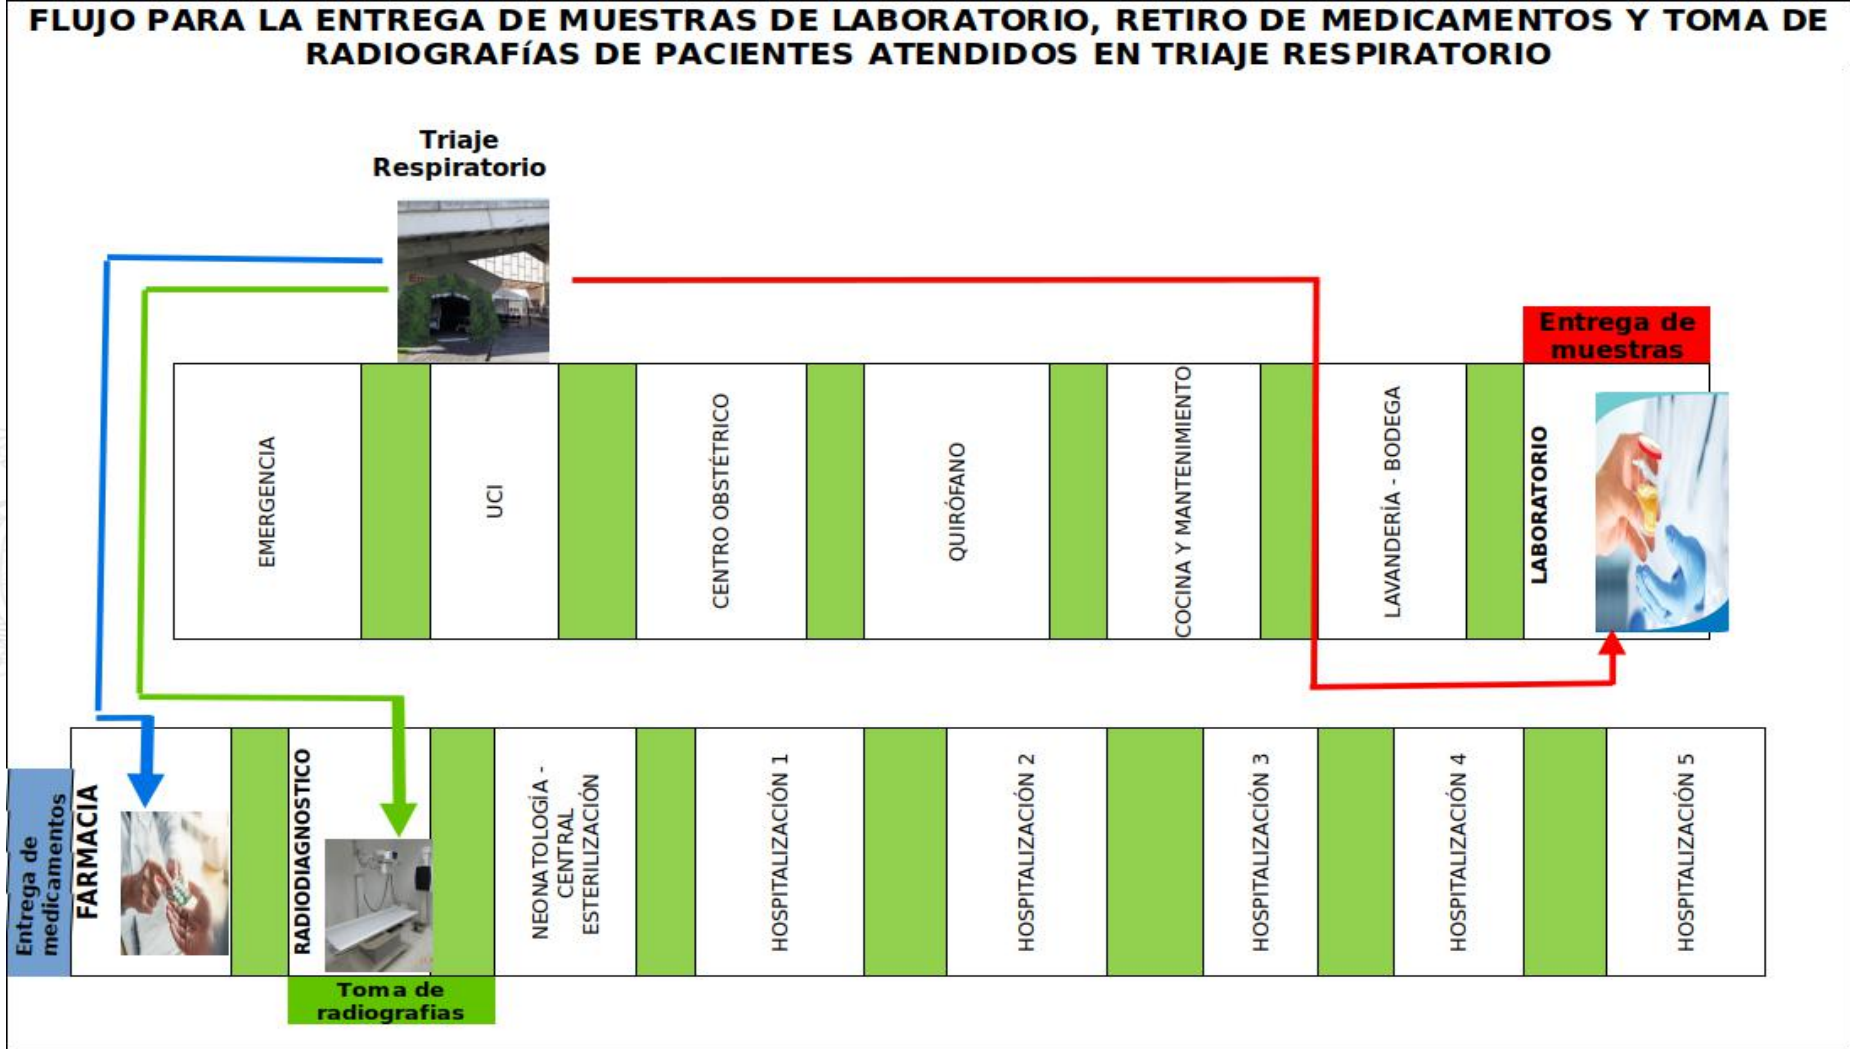 FLUJO PARA LA ENTREGA DE MUESTRAS DE LABORATORIO, RETIRO DE MEDICAMENTOS Y TOMA DE
RADIOGRAFíAS DE PACIENTES ATENDIDOS EN TRIAJE RESPIRATORIO
Triaje
Respiratorio
Entrega de
muestras
EMERGENCIA
UCI
CENTRO OBSTÉTRICO
QUIRÓFANO
COCINA Y MANTENIMIENTO
LAVANDERÍA - BODEGA
LABORATORIO
Entrega de
medicamentos
FARMACIA
RADIODIAGNOSTICO
NEONATOLOGÍA -
CENTRAL
ESTERILIZACIÓN
HOSPITALIZACIÓN 1
HOSPITALIZACIÓN 2
HOSPITALIZACIÓN 3
HOSPITALIZACIÓN 4
HOSPITALIZACIÓN 5
Toma de
radiografias